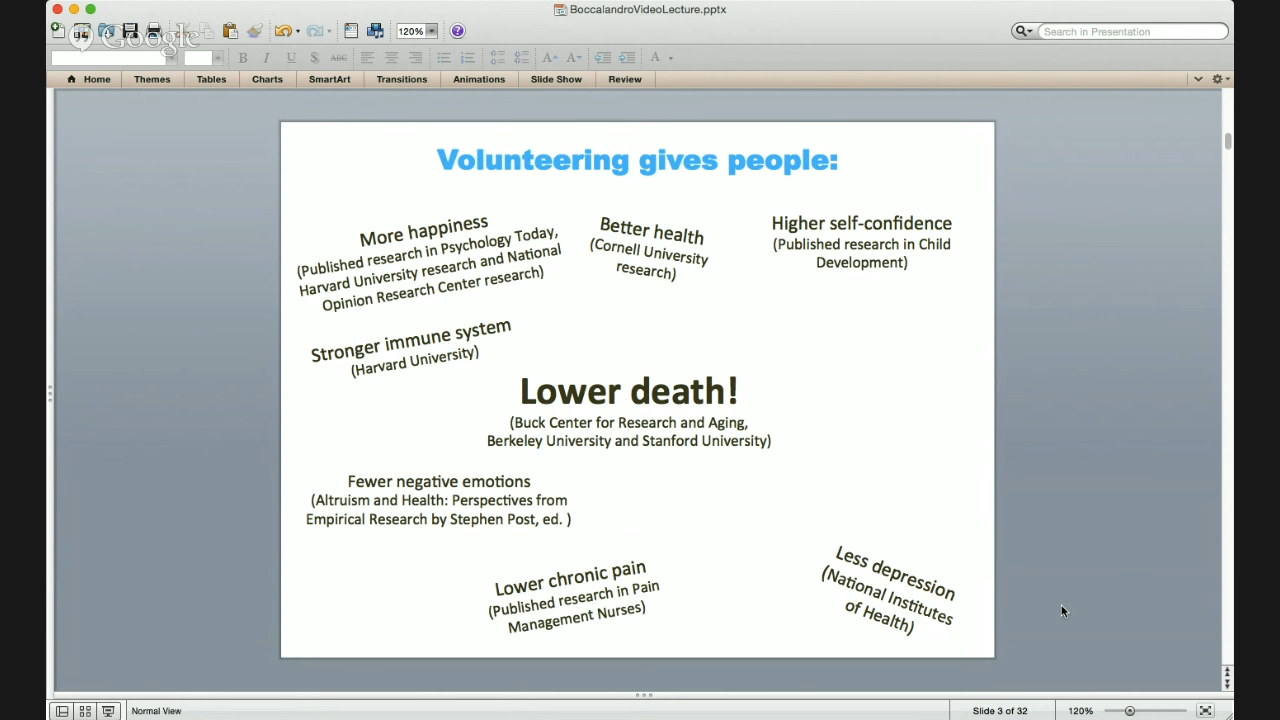 BoccalandroVideoLecture.pptx
Google
120%
Search in Presentation
B I U S ABC A A A
Home Themes Tables Charts SmartArt Transitions Animations Slide Show Review
Volunteering gives people:
More happiness
(Published research in Psychology Today,
Harvard University research and National
Opinion Research Center research)
Better health
(Cornell University
research)
Higher self-confidence
(Published research in Child
Development)
Stronger immune system
(Harvard University)
Lower death!
(Buck Center for Research and Aging,
Berkeley University and Stanford University)
Fewer negative emotions
(Altruism and Health: Perspectives from
Empirical Research by Stephen Post, ed. )
Lower chronic pain
(Published research in Pain
Management Nurses)
Less depression
(National Institutes
of Health)
Normal View Slide 3 of 32 120%